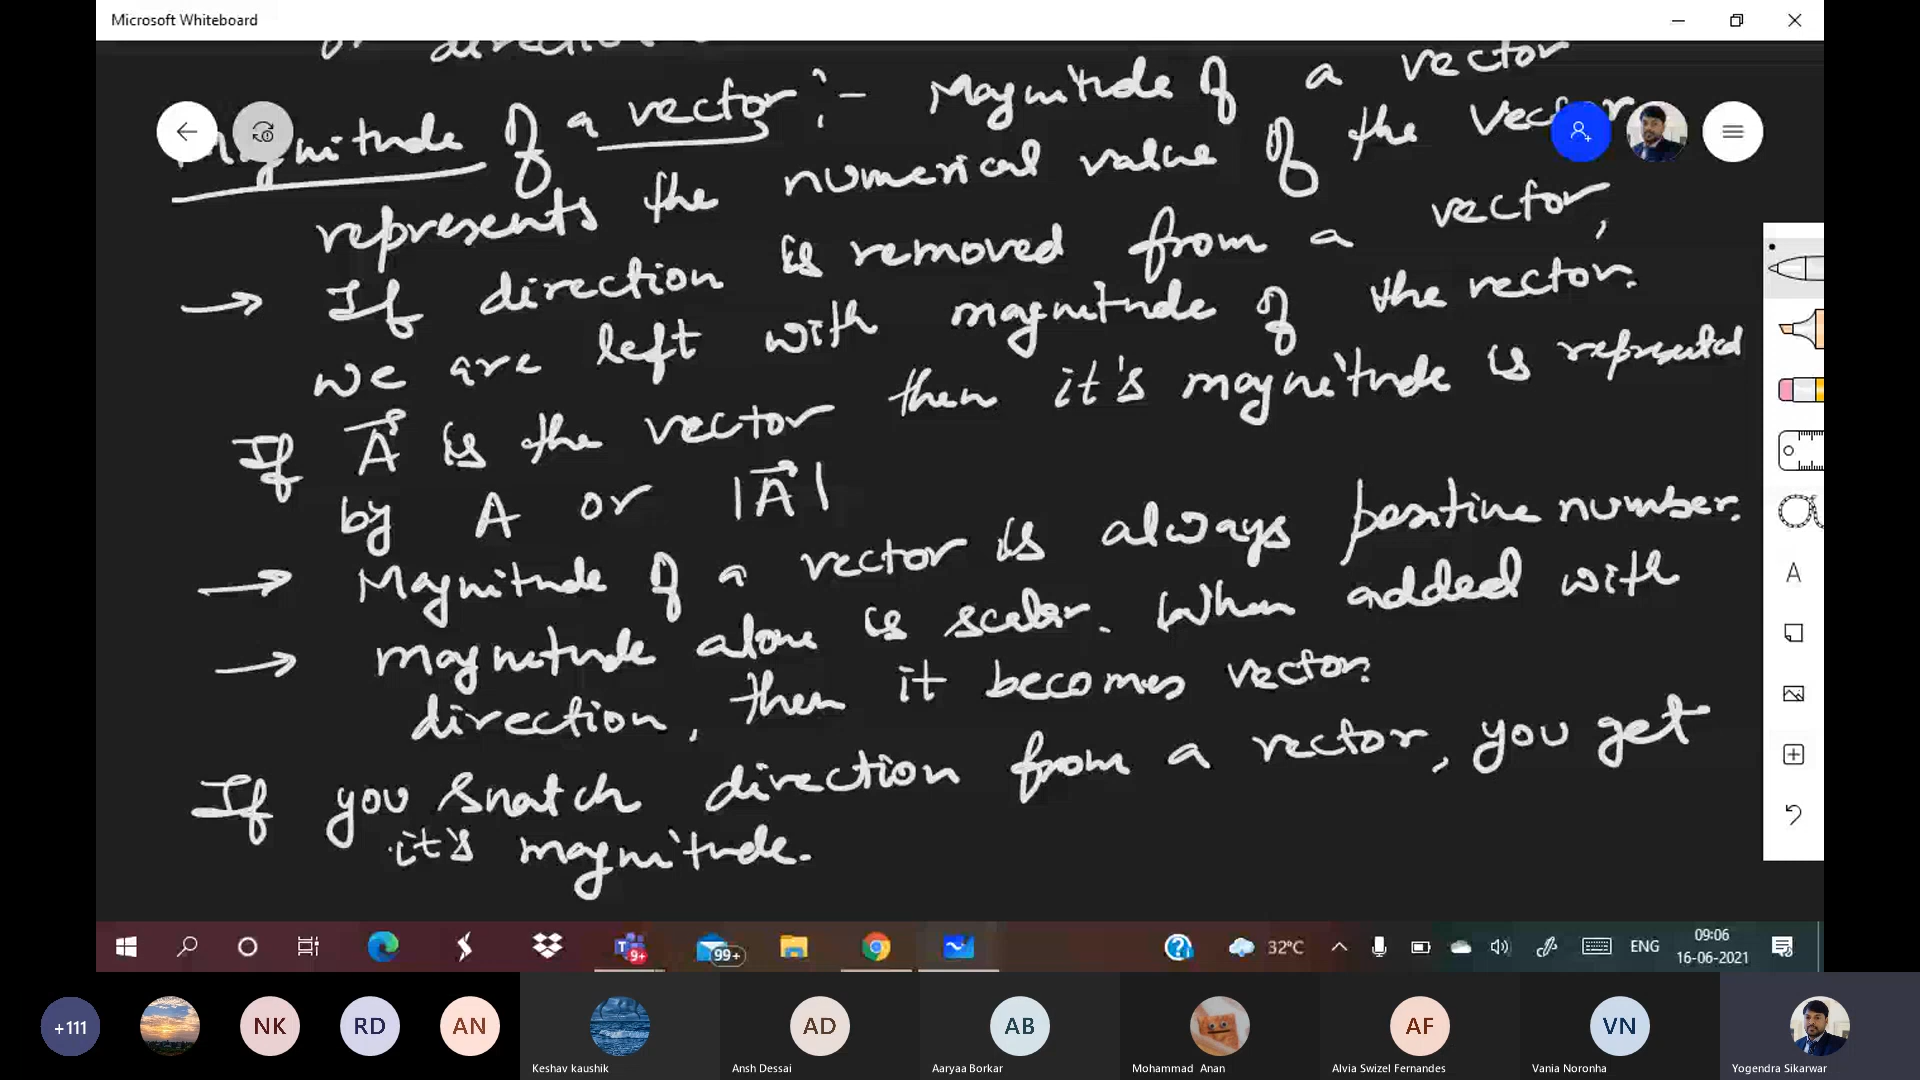 Microsoft Whiteboard
or direction
Magnitude of a vector :- Magnitude of a vector
represents the numerical value of the vector
→ If direction is removed from a vector,
we are left with magnitude of the vector.
If A⃗ is the vector then it's magnitude is represented
by A or |A⃗|
→ Magnitude of a vector is always positive number.
→ magnitude alone is scalar. When added with
direction, then it becomes vector.
If you snatch direction from a vector, you get
it's magnitude.
A
9+
99+
32°C
ENG
09:06
16-06-2021
+111
NK
RD
AN
AD
AB
AF
VN
Keshav kaushik
Ansh Dessai
Aaryaa Borkar
Mohammad Anan
Alvia Swizel Fernandes
Vania Noronha
Yogendra Sikarwar